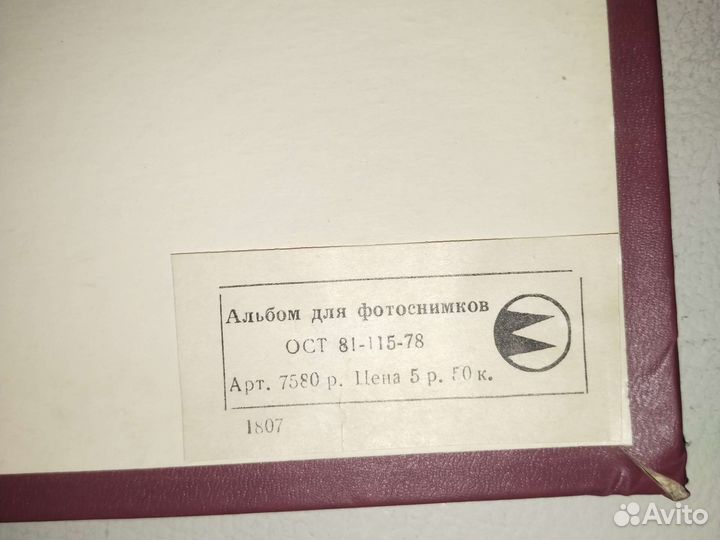 Альбом для фотоснимков
ОСТ 81-115-78
Арт. 7580 р. Цена 5 р. 50 к.
1807
Avito